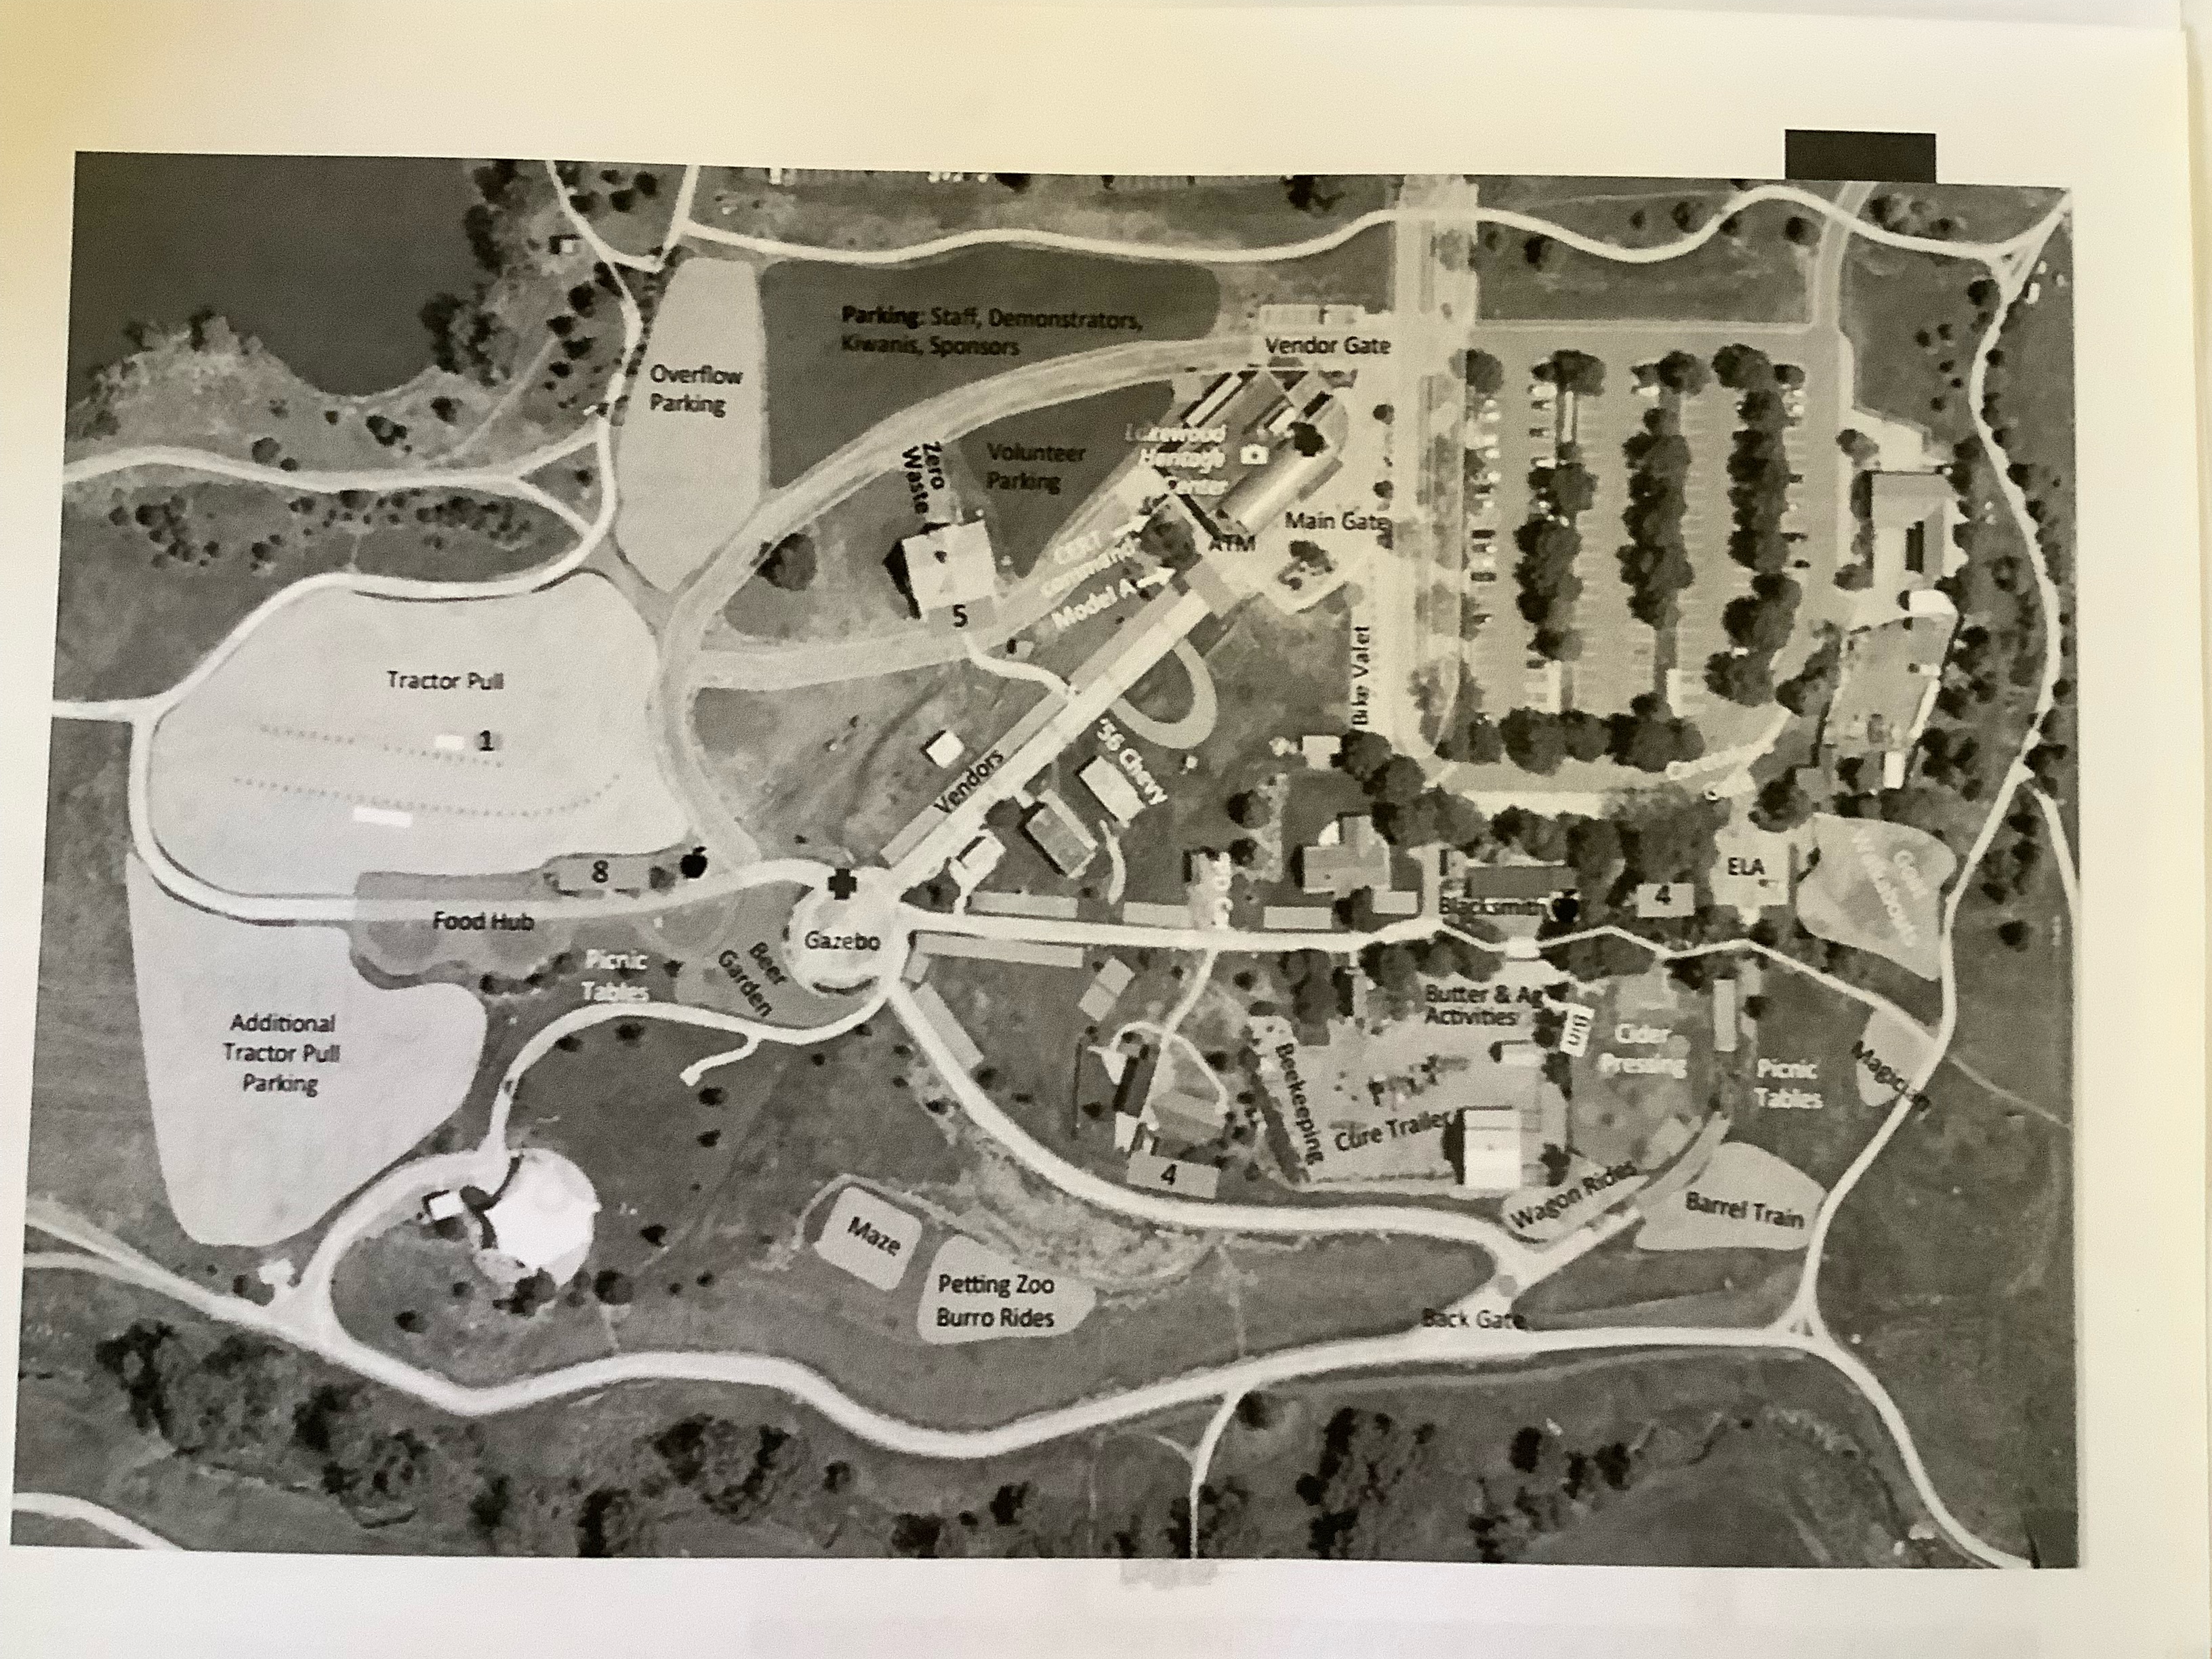 Parking: Staff, Demonstrators,
Kiwanis, Sponsors
Vendor Gate
Overflow
Parking
Lakewood
Heritage
Center
Volunteer
Parking
Zero
Waste
Main Gate
ATM
CERT
Command
Model A
5
Bike Valet
Tractor Pull
1
'56 Chevy
Vendors
8
Food Hub
Gazebo
Blacksmith
4
ELA
Goat
Walkabouts
Picnic
Tables
Beer
Garden
Butter & Ag
Activities
Cider
Pressing
Picnic
Tables
Magician
Additional
Tractor Pull
Parking
Beekeeping
Cure Trailer
4
Wagon Rides
Barrel Train
Maze
Petting Zoo
Burro Rides
Back Gate